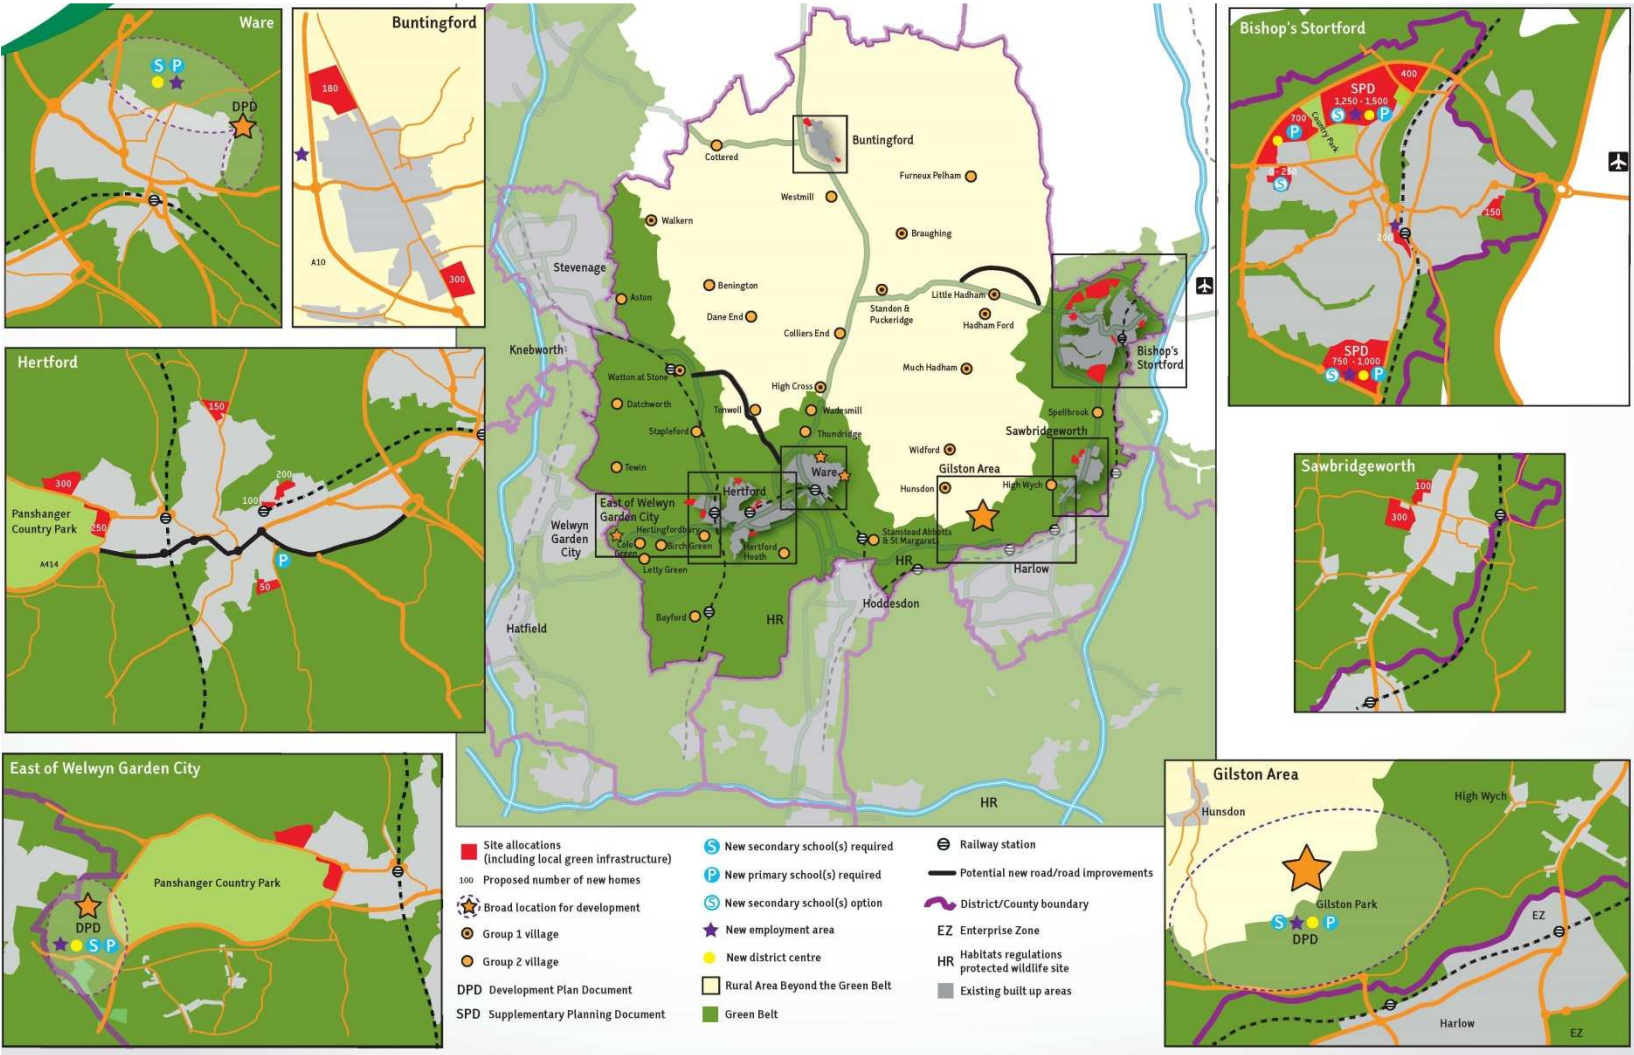 Ware
S P
DPD
Buntingford
180
300
A10
Hertford
150
300
200
100
250
Panshanger
Country Park
A414
P
50
East of Welwyn Garden City
Panshanger Country Park
DPD
S P
Buntingford
Cottered
Furneux Pelham
Westmill
Walkern
Braughing
Stevenage
Benington
Aston
Little Hadham
Standon &
Puckeridge
Dane End
Hadham Ford
Colliers End
Knebworth
Bishop's
Stortford
Watton at Stone
Much Hadham
High Cross
Datchworth
Tonwell
Wadesmill
Spellbrook
Stapleford
Thundridge
Sawbridgeworth
Widford
Tewin
Ware
Gilston Area
Hertford
Hunsdon
High Wych
East of Welwyn
Garden City
Welwyn
Garden
City
Hertingfordbury
Cole
Green
Birch Green
Hertford
Heath
Stanstead Abbotts
& St Margarets
Letty Green
HR
Harlow
Hoddesdon
Bayford
HR
Hatfield
HR
Bishop's Stortford
400
SPD
1,250 - 1,500
S P
700
P
Country Park
0 - 250
S
150
200
SPD
750 - 1,000
S P
Sawbridgeworth
100
300
Gilston Area
Hunsdon
High Wych
Gilston Park
S P
DPD
EZ
Harlow
EZ
Site allocations
(including local green infrastructure)
100 Proposed number of new homes
Broad location for development
Group 1 village
Group 2 village
DPD Development Plan Document
SPD Supplementary Planning Document
S New secondary school(s) required
P New primary school(s) required
S New secondary school(s) option
New employment area
New district centre
Rural Area Beyond the Green Belt
Green Belt
Railway station
Potential new road/road improvements
District/County boundary
EZ Enterprise Zone
HR Habitats regulations
protected wildlife site
Existing built up areas